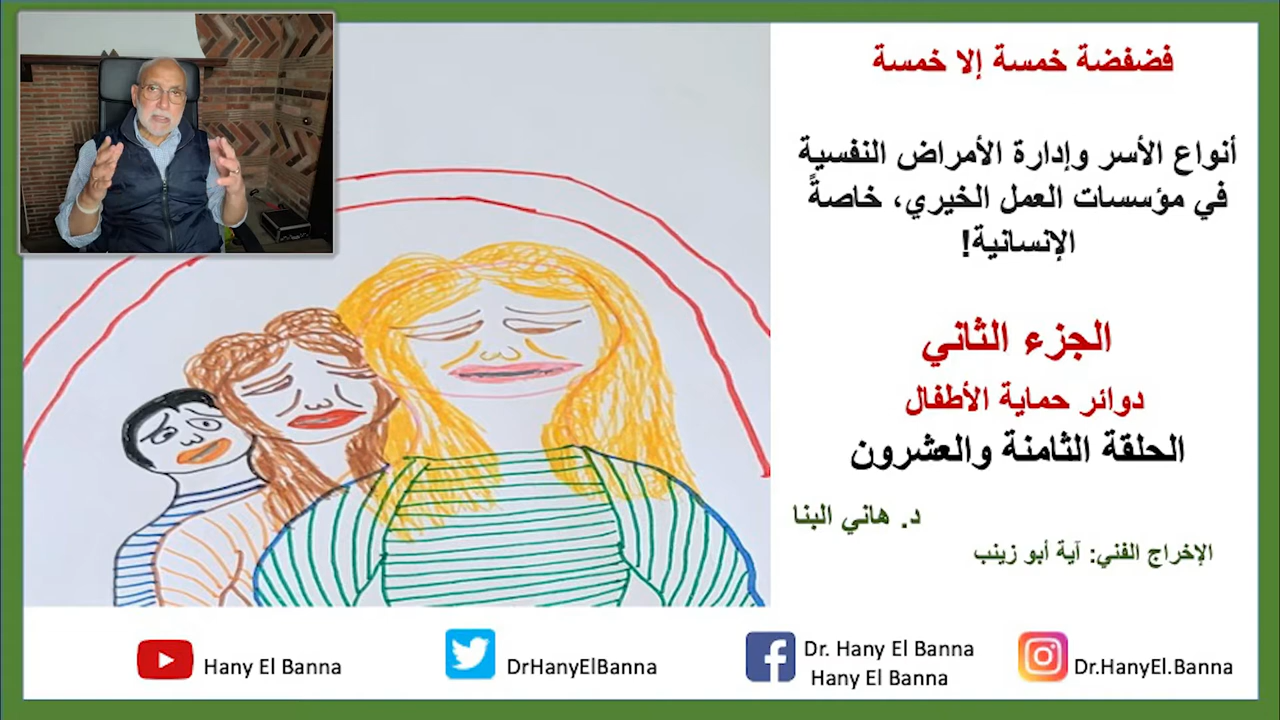 فضفضة خمسة إلا خمسة
أنواع الأسر وإدارة الأمراض النفسية
في مؤسسات العمل الخيري، خاصةً
الإنسانية!
الجزء الثاني
دوائر حماية الأطفال
الحلقة الثامنة والعشرون
د. هاني البنا
الإخراج الفني: آية أبو زينب
Hany El Banna
DrHanyElBanna
Dr. Hany El Banna
Hany El Banna
Dr.HanyEl.Banna